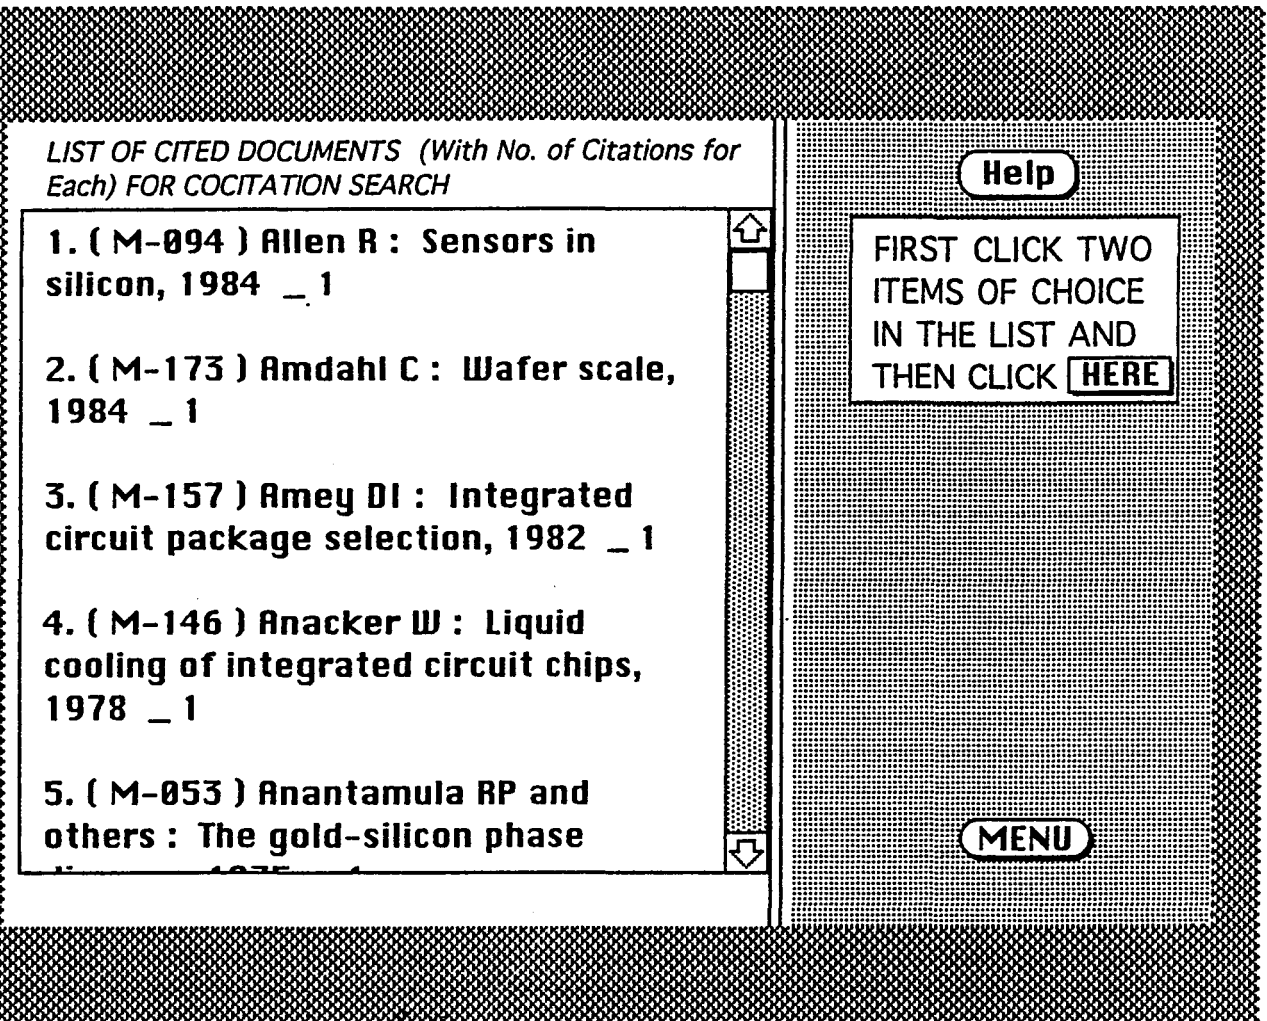 LIST OF CITED DOCUMENTS (With No. of Citations for
Each) FOR COCITATION SEARCH
1. ( M-094 ) Allen R : Sensors in
silicon, 1984 _ 1
2. ( M-173 ) Amdahl C : Wafer scale,
1984 _ 1
3. ( M-157 ) Amey DI : Integrated
circuit package selection, 1982 _ 1
4. ( M-146 ) Anacker W : Liquid
cooling of integrated circuit chips,
1978 _ 1
5. ( M-053 ) Anantamula RP and
others : The gold-silicon phase
Help
FIRST CLICK TWO
ITEMS OF CHOICE
IN THE LIST AND
THEN CLICK HERE
MENU